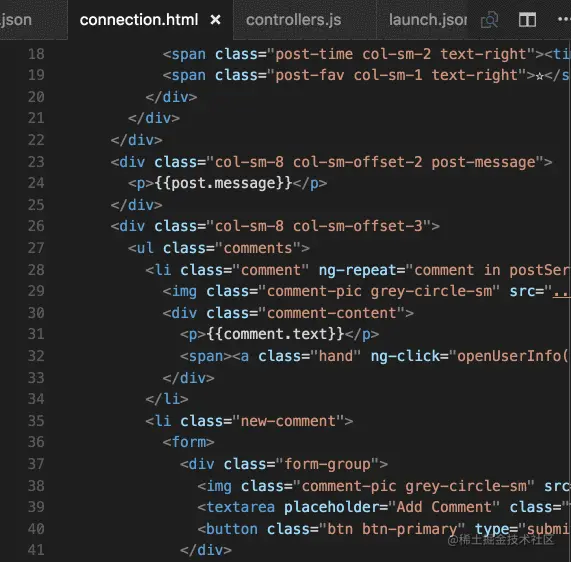 .json connection.html × controllers.js launch.json
18 <span class="post-time col-sm-2 text-right"><ti
19 <span class="post-fav col-sm-1 text-right">☆</s
20 </div>
21 </div>
22 </div>
23 <div class="col-sm-8 col-sm-offset-2 post-message">
24 <p>{{post.message}}</p>
25 </div>
26 <div class="col-sm-8 col-sm-offset-3">
27 <ul class="comments">
28 <li class="comment" ng-repeat="comment in postSer
29 <img class="comment-pic grey-circle-sm" src="..
30 <div class="comment-content">
31 <p>{{comment.text}}</p>
32 <span><a class="hand" ng-click="openUserInfo(
33 </div>
34 </li>
35 <li class="new-comment">
36 <form>
37 <div class="form-group">
38 <img class="comment-pic grey-circle-sm" src
39 <textarea placeholder="Add Comment" class="
40 <button class="btn btn-primary" type="submi
41 </div>
@稀土掘金技术社区